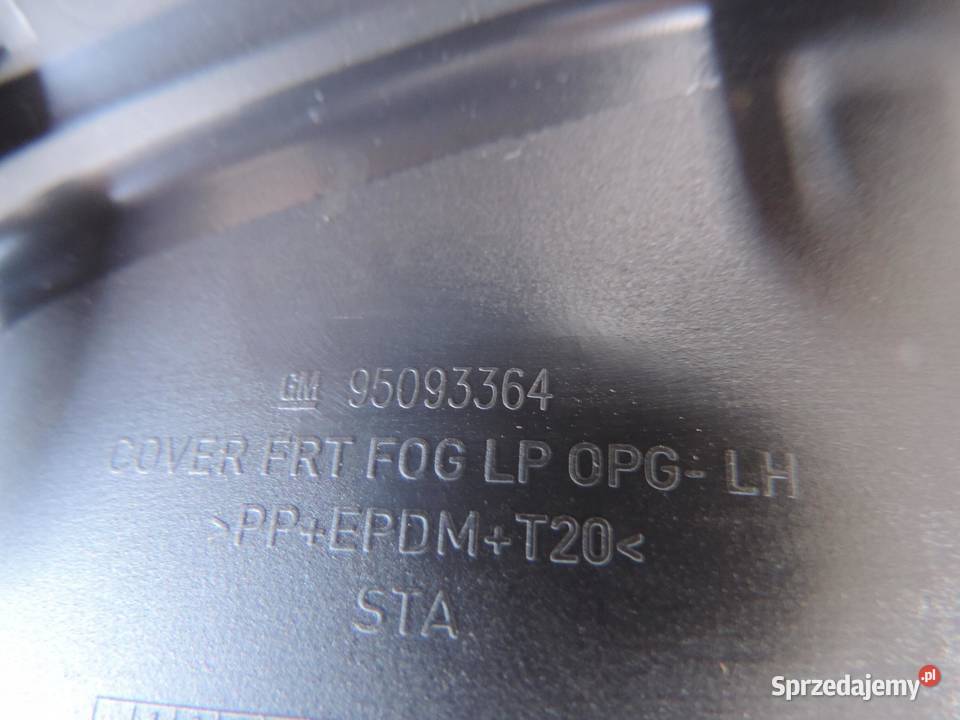 GM 95093364
COVER FRT FOG LP OPG- LH
>PP+EPDM+T20<
STA
Sprzedajemy.pl